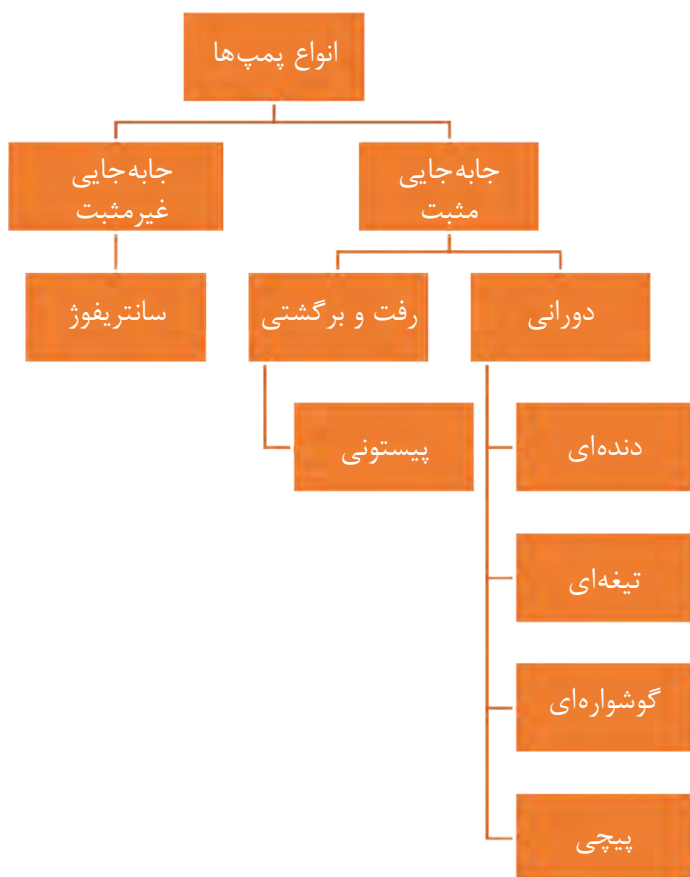 انواع پمپ‌ها
جابه‌جایی
مثبت
جابه‌جایی
غیرمثبت
دورانی
رفت و برگشتی
سانتریفوژ
دنده‌ای
پیستونی
تیغه‌ای
گوشواره‌ای
پیچی